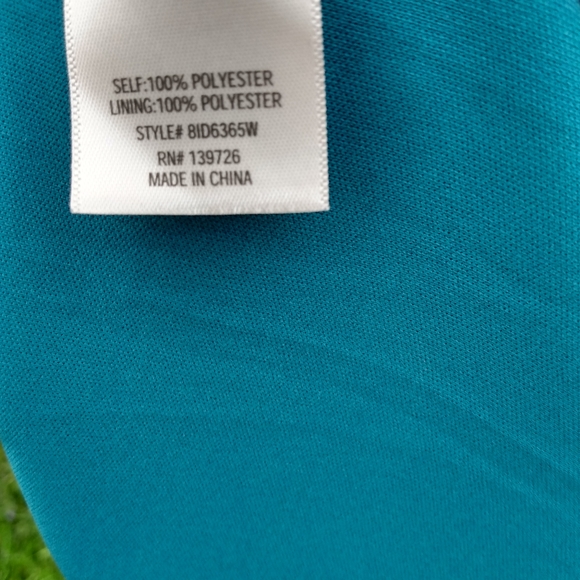 SELF:100% POLYESTER
LINING:100% POLYESTER
STYLE# 8ID6365W
RN# 139726
MADE IN CHINA